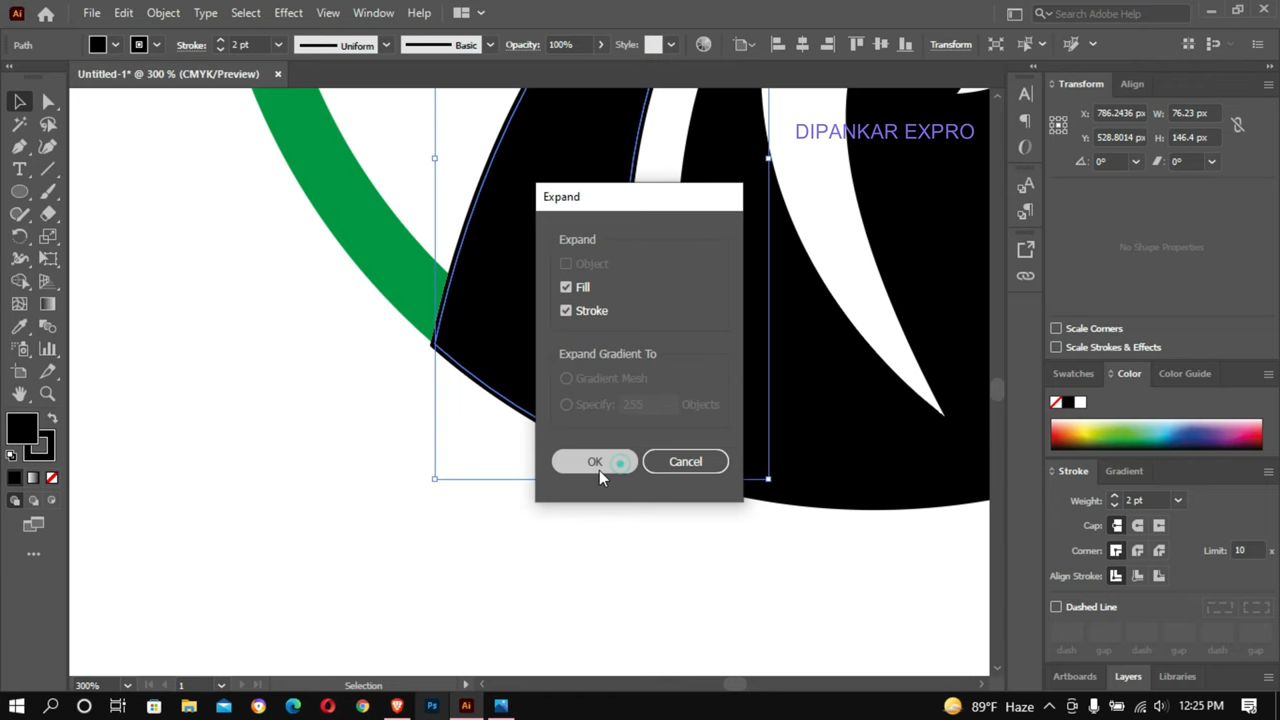 Ai File Edit Object Type Select Effect View Window Help Search Adobe Help
Path Stroke: 2 pt Uniform Basic Opacity: 100% Style: Transform
Untitled-1* @ 300 % (CMYK/Preview) ×
Transform Align
X: 786.2436 px W: 76.23 px
Y: 528.8014 px H: 146.4 px
0° 0°
DIPANKAR EXPRO
Expand
Expand
Object
Fill
Stroke
Expand Gradient To
Gradient Mesh
Specify: 255 Objects
OK Cancel
No Shape Properties
Scale Corners
Scale Strokes & Effects
Swatches Color Color Guide
Stroke Gradient
Weight: 2 pt
Cap:
Corner: Limit: 10 x
Align Stroke:
Dashed Line
dash gap dash gap dash gap
Artboards Layers Libraries
300% 1 Selection
Ps Ai 89°F Haze 12:25 PM